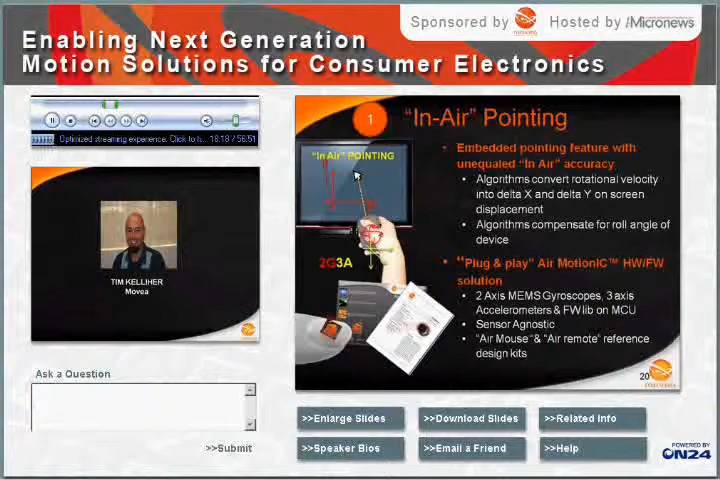 Sponsored by
Hosted by iMicronews
Enabling Next Generation
Motion Solutions for Consumer Electronics
Optimized streaming experience. Click to h... 16:18 / 56:51
TIM KELLIHER
Movea
Ask a Question
>>Submit
1 "In-Air" Pointing
"In Air" POINTING
2G3A
• Embedded pointing feature with
unequaled "In Air" accuracy
• Algorithms convert rotational velocity
into delta X and delta Y on screen
displacement
• Algorithms compensate for roll angle of
device
• "Plug & play" Air MotionIC™ HW/FW
solution
• 2 Axis MEMS Gyroscopes, 3 axis
Accelerometers & FW lib on MCU
• Sensor Agnostic
• "Air Mouse" & "Air remote" reference
design kits
20
>>Enlarge Slides
>>Download Slides
>>Related Info
>>Speaker Bios
>>Email a Friend
>>Help
POWERED BY
ON24